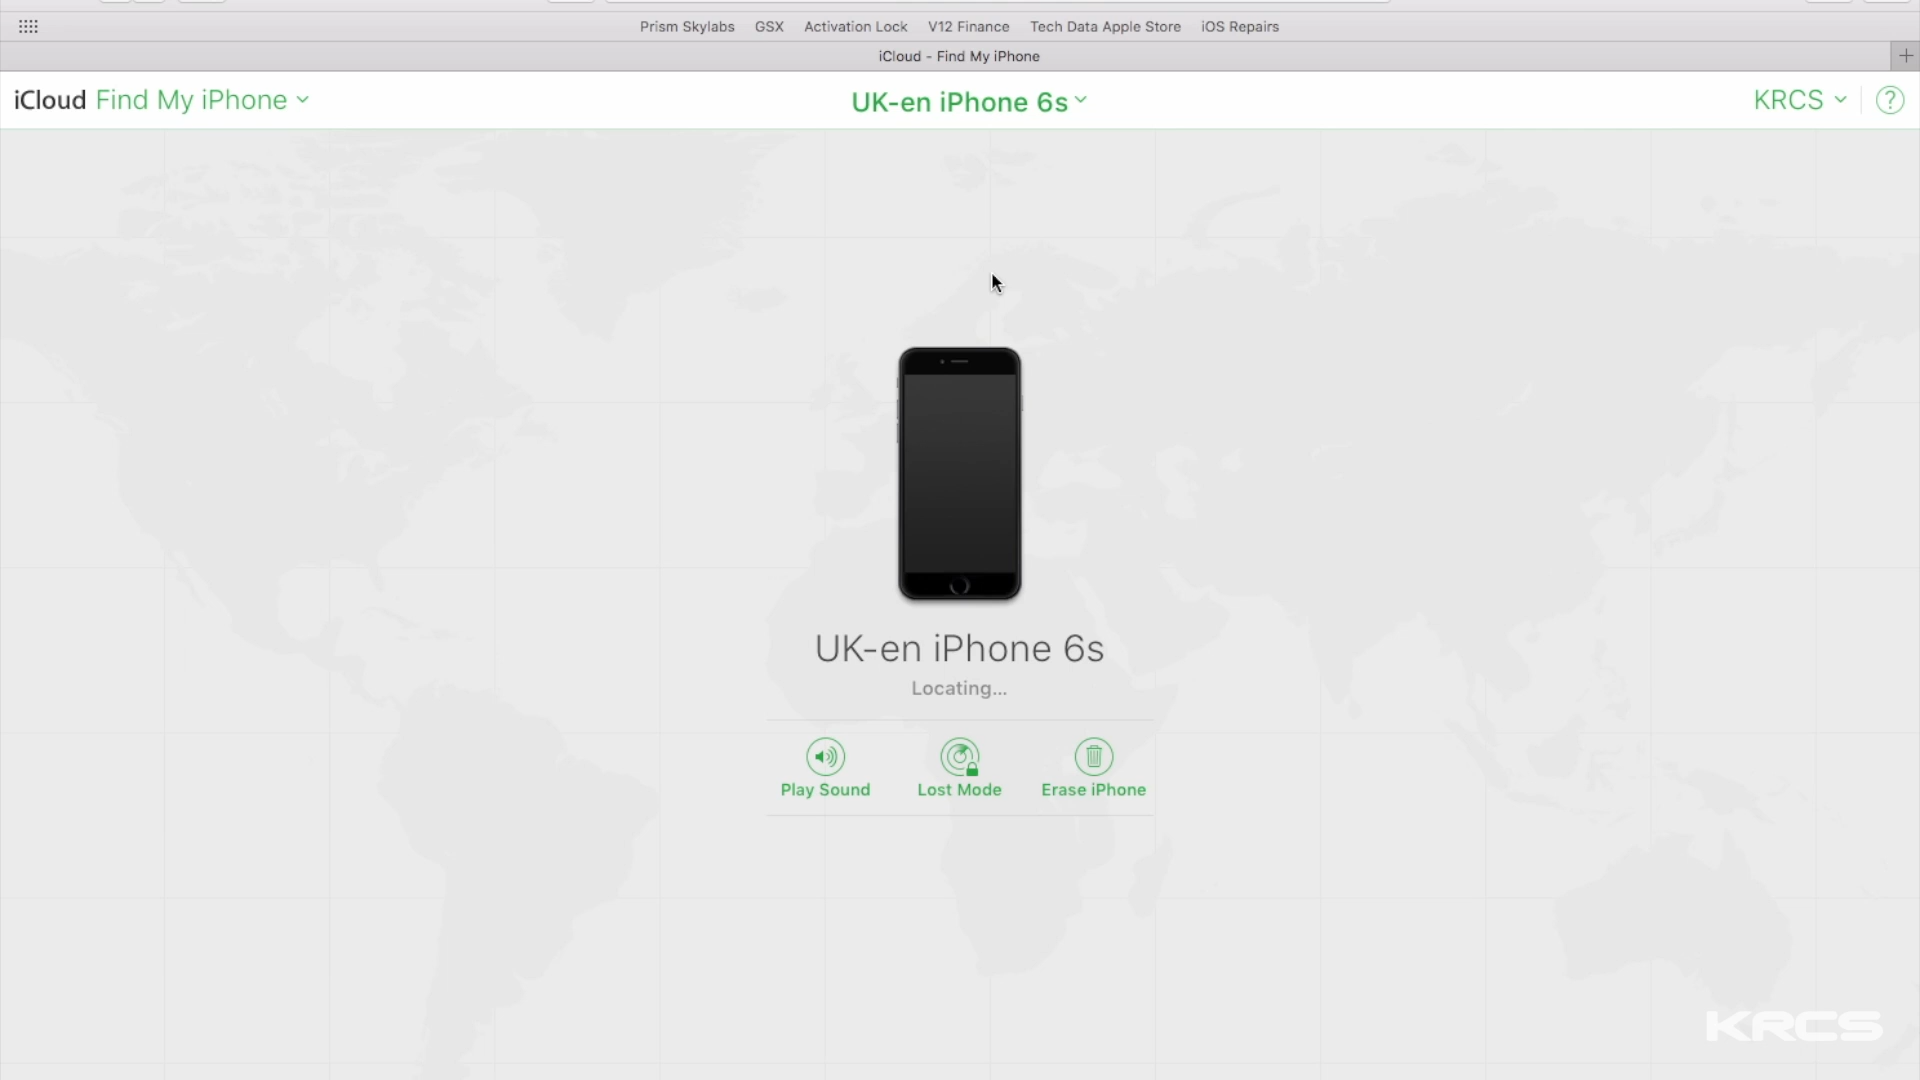 Prism Skylabs GSX Activation Lock V12 Finance Tech Data Apple Store iOS Repairs
iCloud - Find My iPhone
iCloud Find My iPhone UK-en iPhone 6s KRCS ?
UK-en iPhone 6s
Locating...
Play Sound Lost Mode Erase iPhone
KRCS